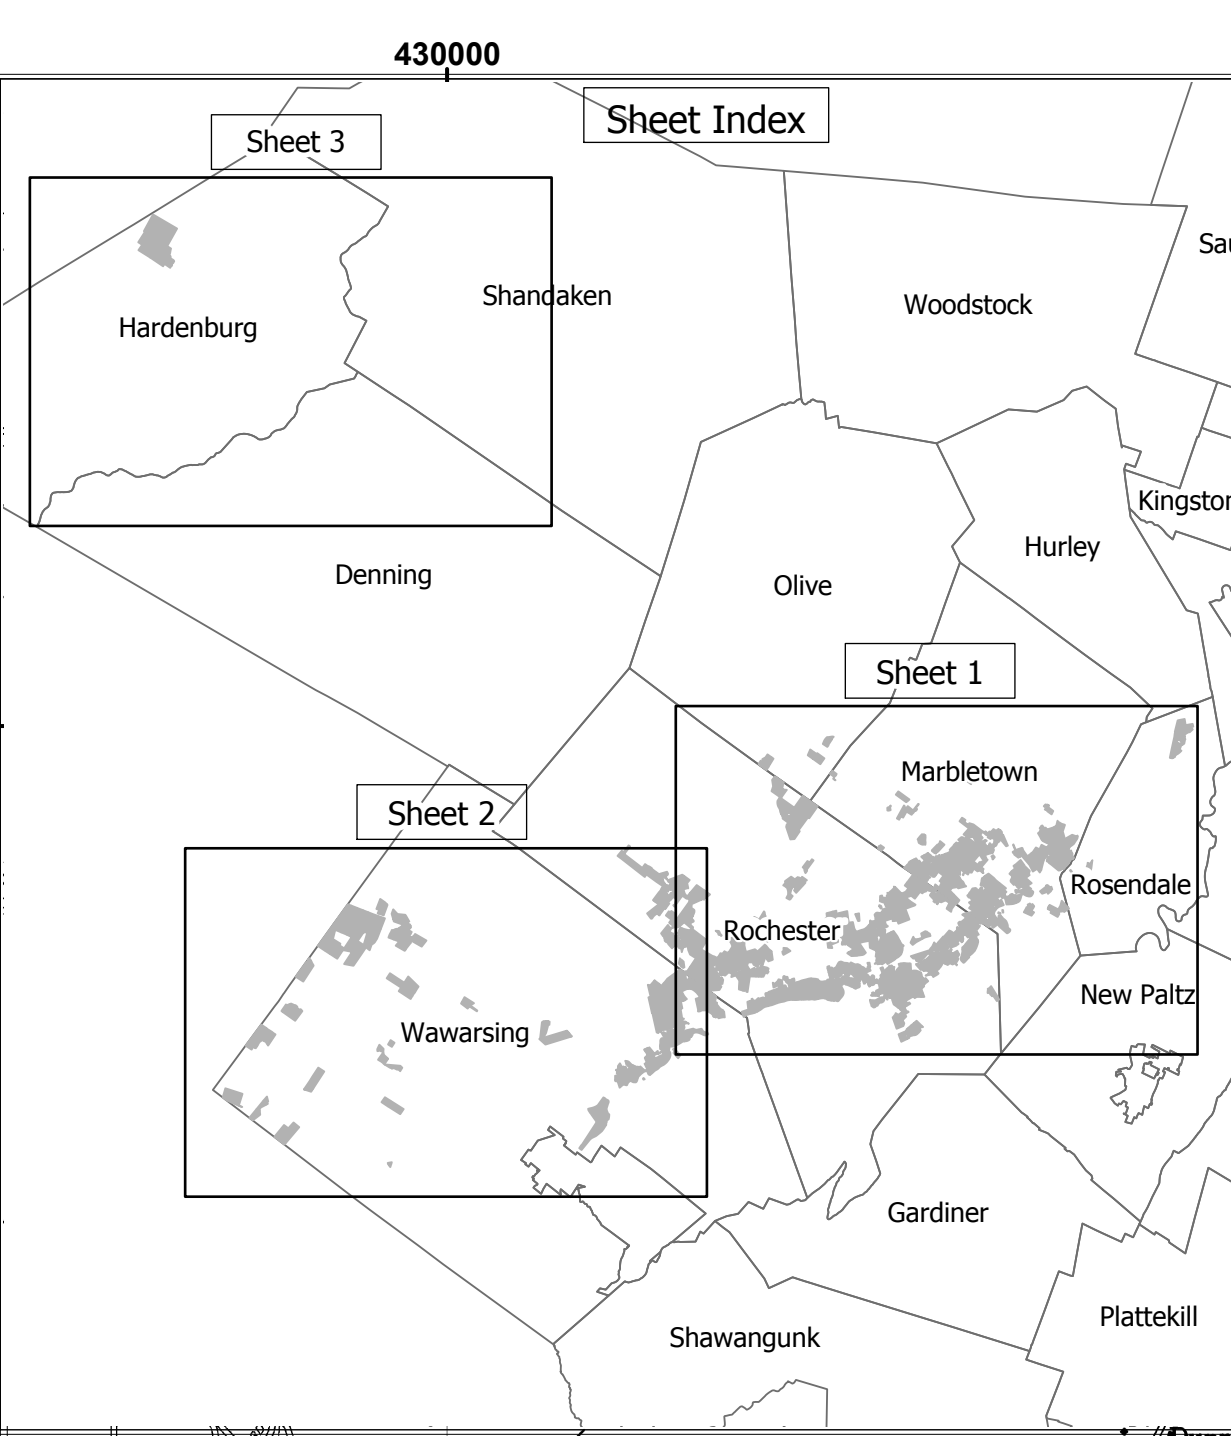 430000
Sheet Index
Sheet 3
Shandaken
Woodstock
Hardenburg
Kingston
Hurley
Denning
Olive
Sheet 1
Marbletown
Sheet 2
Rosendale
Rochester
New Paltz
Wawarsing
Gardiner
Plattekill
Shawangunk